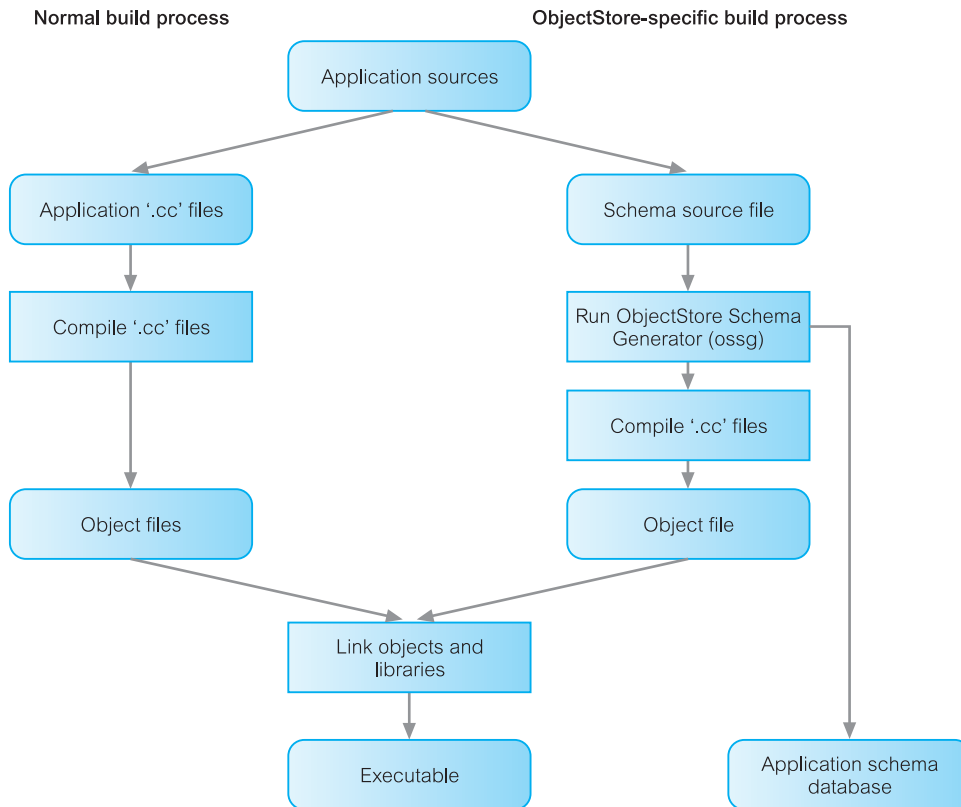 Normal build process
ObjectStore-specific build process
Application sources
Application ‘.cc’ files
Schema source file
Compile ‘.cc’ files
Run ObjectStore Schema
Generator (ossg)
Compile ‘.cc’ files
Object files
Object file
Link objects and
libraries
Executable
Application schema
database